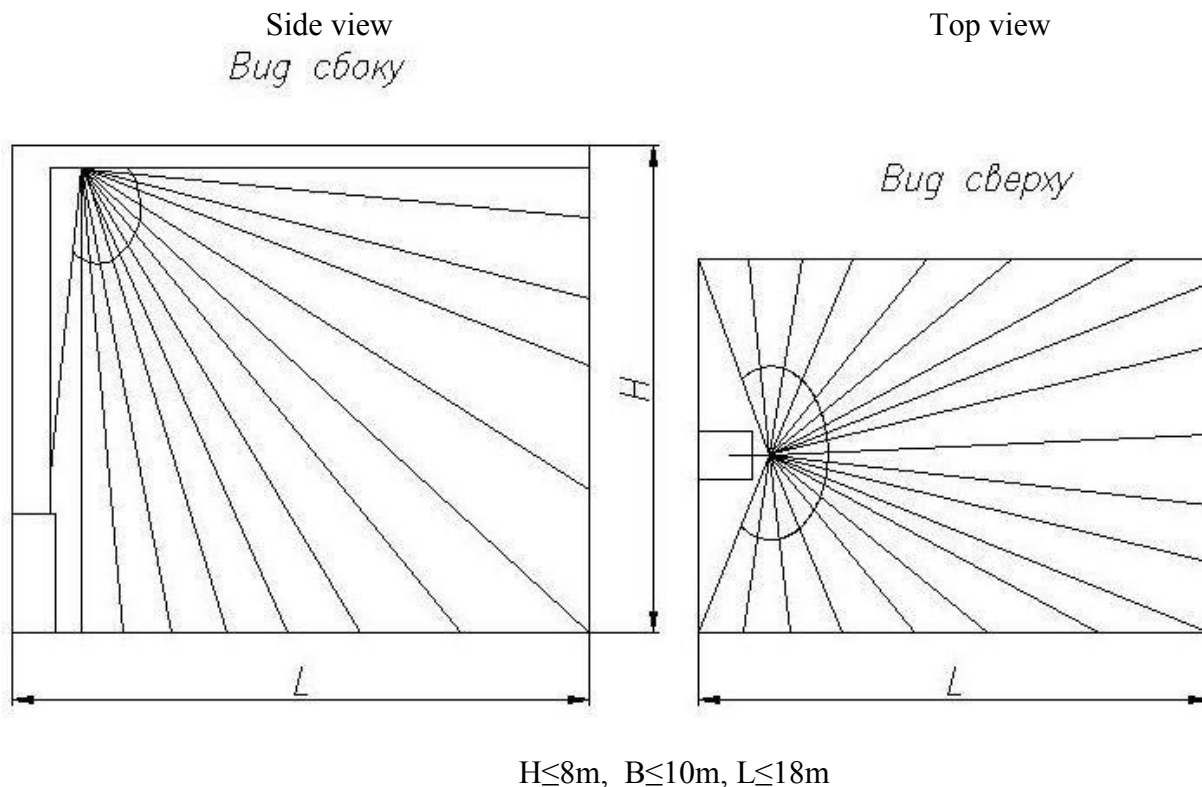 Side view
Вид сбоку
Top view
Вид сверху
H
L
L
H≤8m, B≤10m, L≤18m